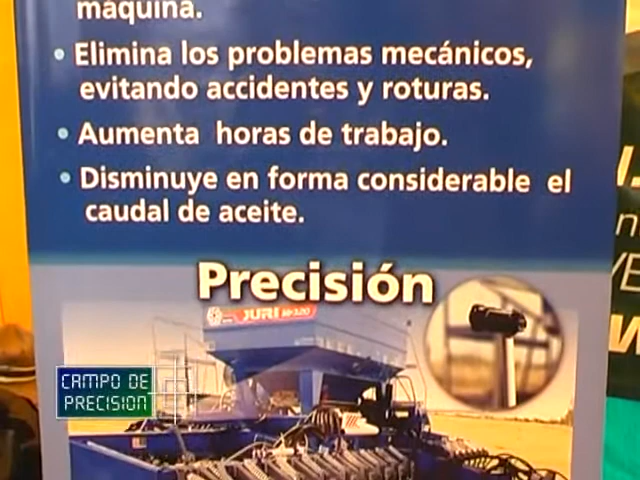 máquina.
• Elimina los problemas mecánicos,
evitando accidentes y roturas.
• Aumenta horas de trabajo.
• Disminuye en forma considerable el
caudal de aceite.
Precisión
JURI
CAMPO DE
PRECISION